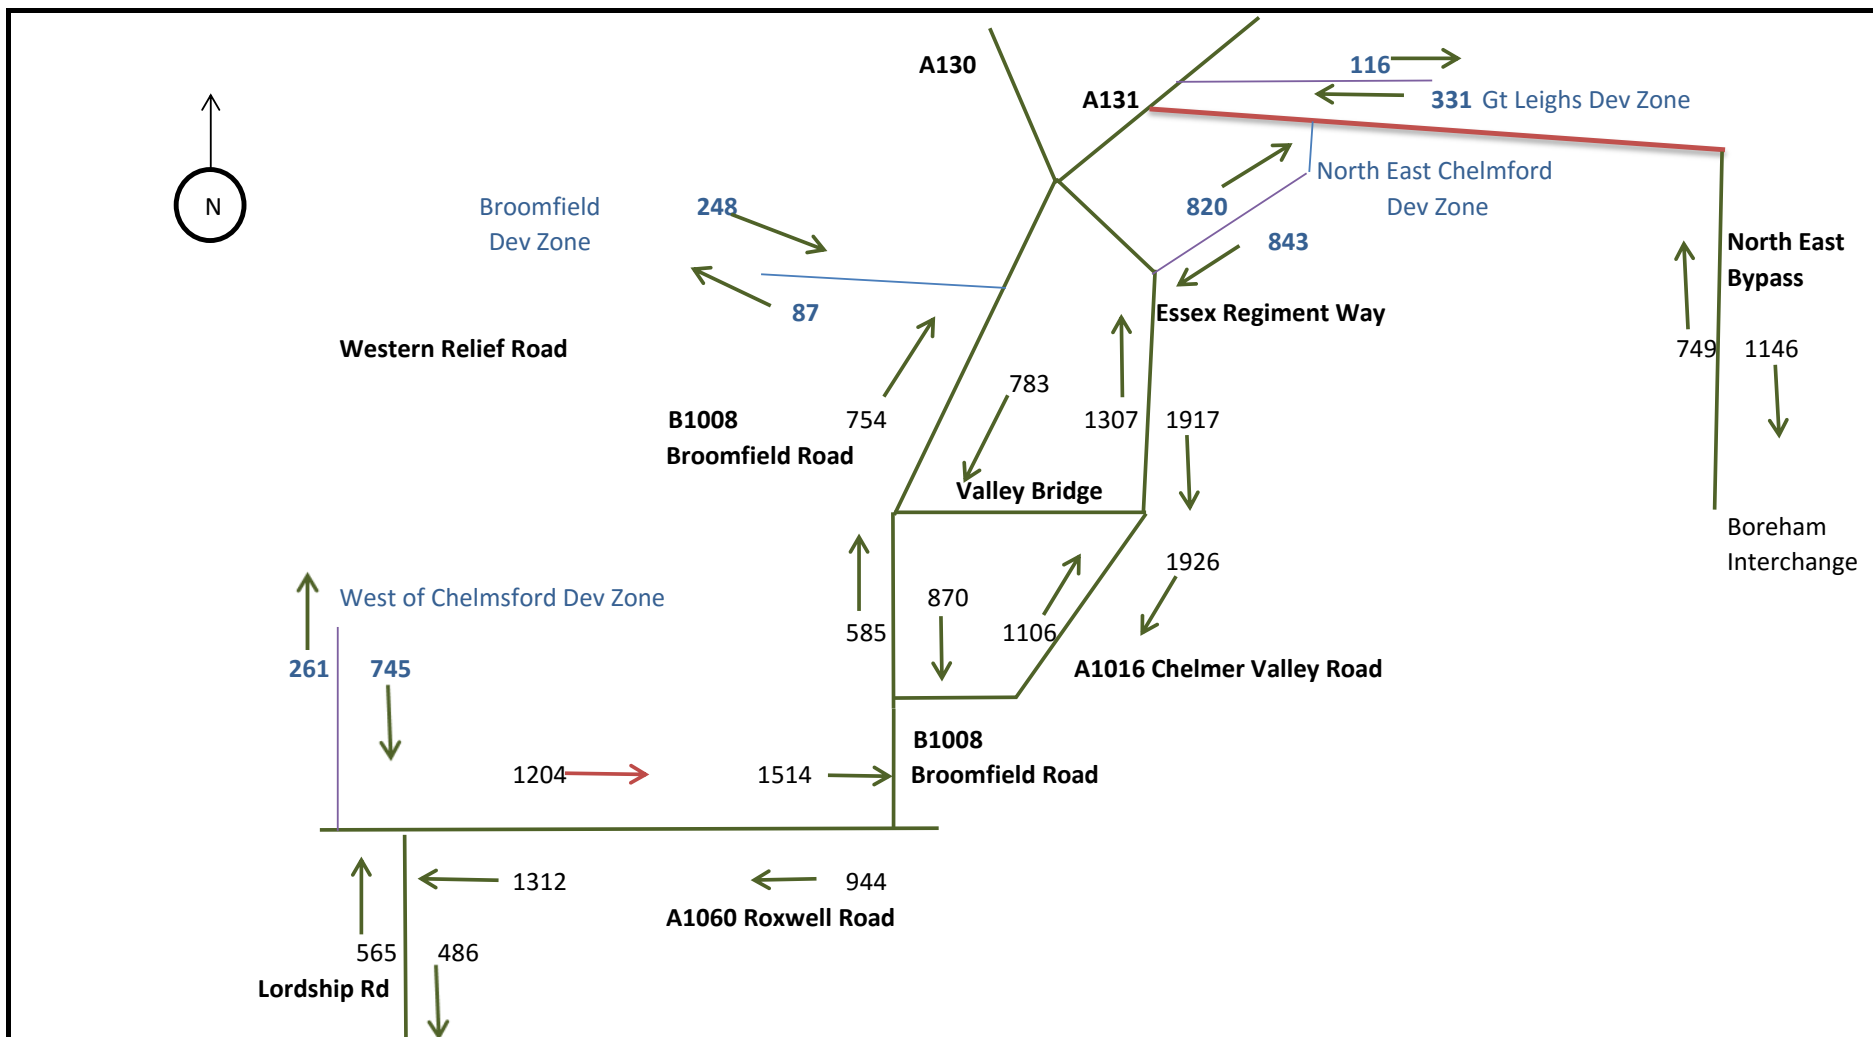 A130
116
A131
331 Gt Leighs Dev Zone
North East Chelmford
Dev Zone
N
Broomfield
Dev Zone
248
820
843
87
North East
Bypass
Essex Regiment Way
Western Relief Road
749 1146
783
B1008
Broomfield Road
754
1307 1917
Valley Bridge
Boreham
Interchange
1926
West of Chelmsford Dev Zone
870
585
1106
261 745
A1016 Chelmer Valley Road
B1008
Broomfield Road
1204
1514
1312
944
A1060 Roxwell Road
565 486
Lordship Rd